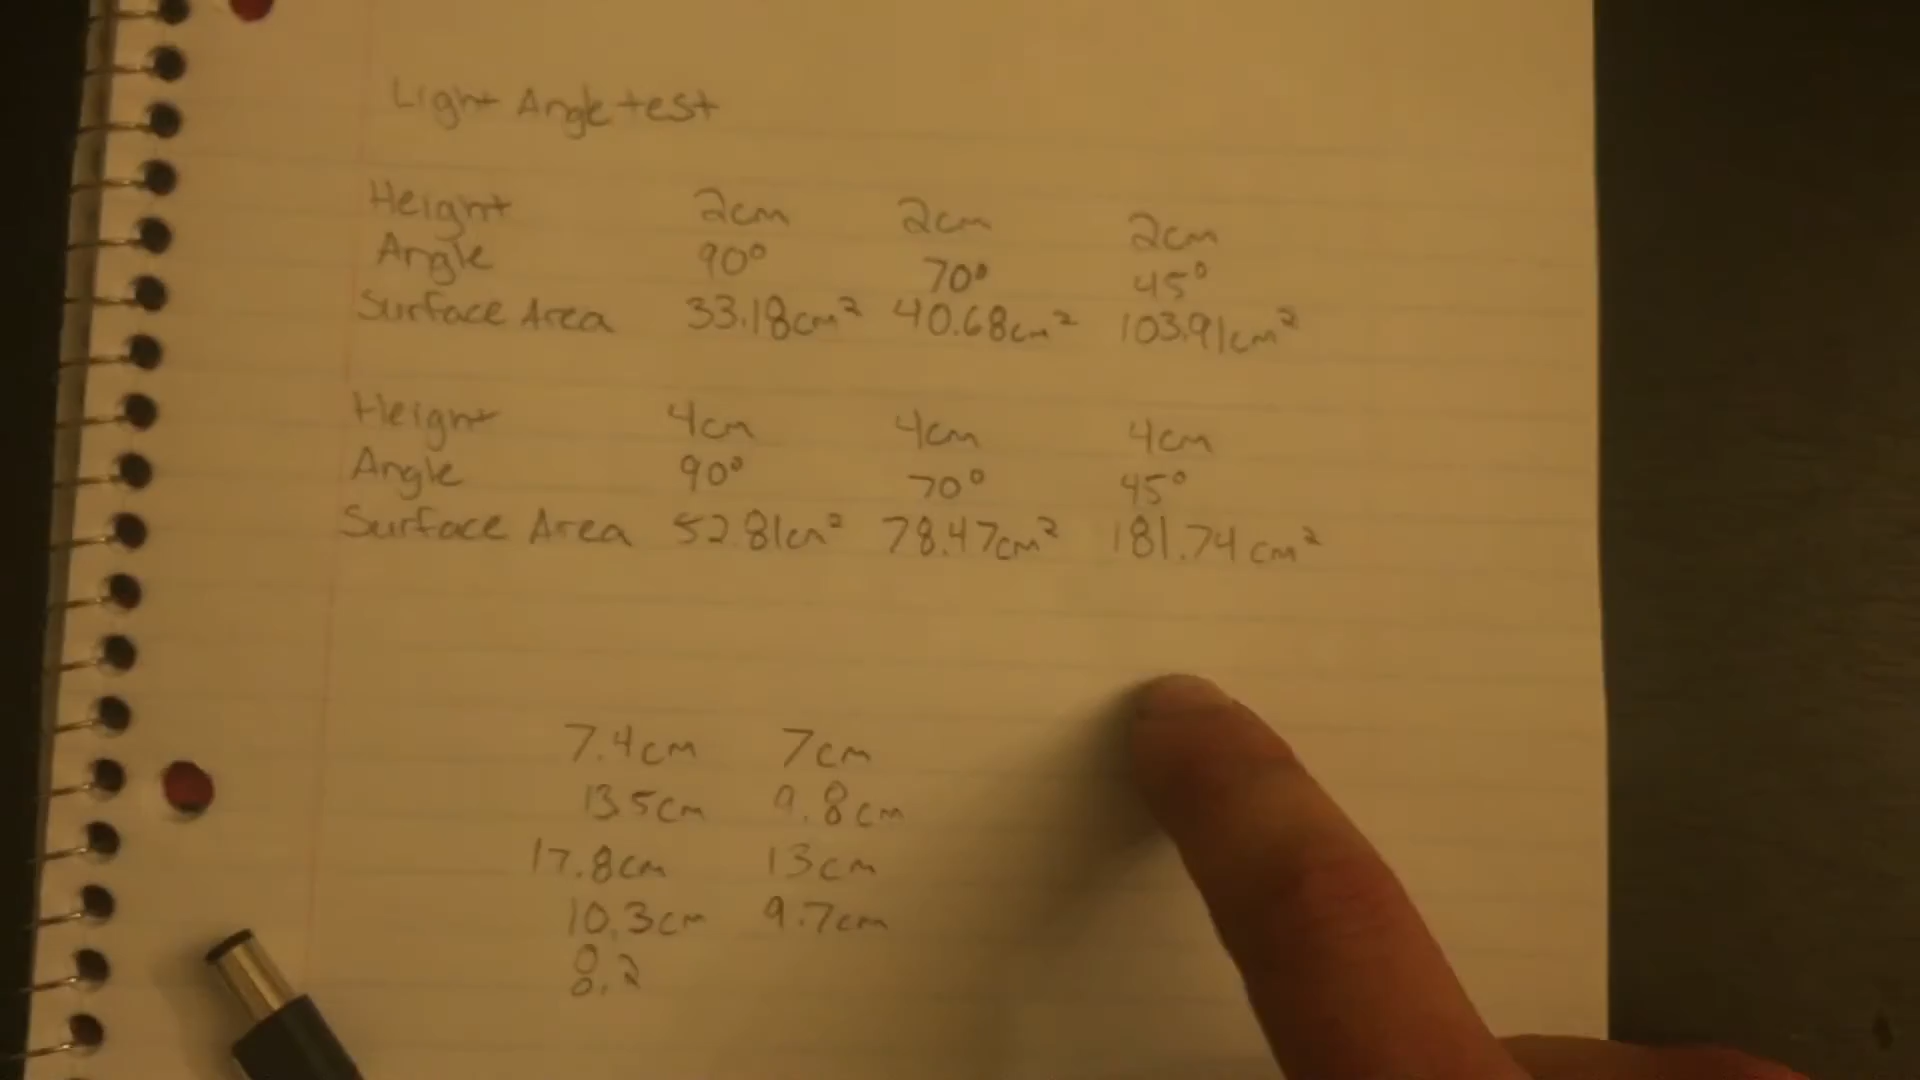 Light Angle test
Height 2cm 2cm 2cm
Angle 90° 70° 45°
Surface Area 33.18cm² 40.68cm² 103.91cm²
Height 4cm 4cm 4cm
Angle 90° 70° 45°
Surface Area 52.81cm² 78.47cm² 181.74cm²
7.4cm 7cm
13.5cm 9.8cm
17.8cm 13cm
10.3cm 9.7cm
8.2